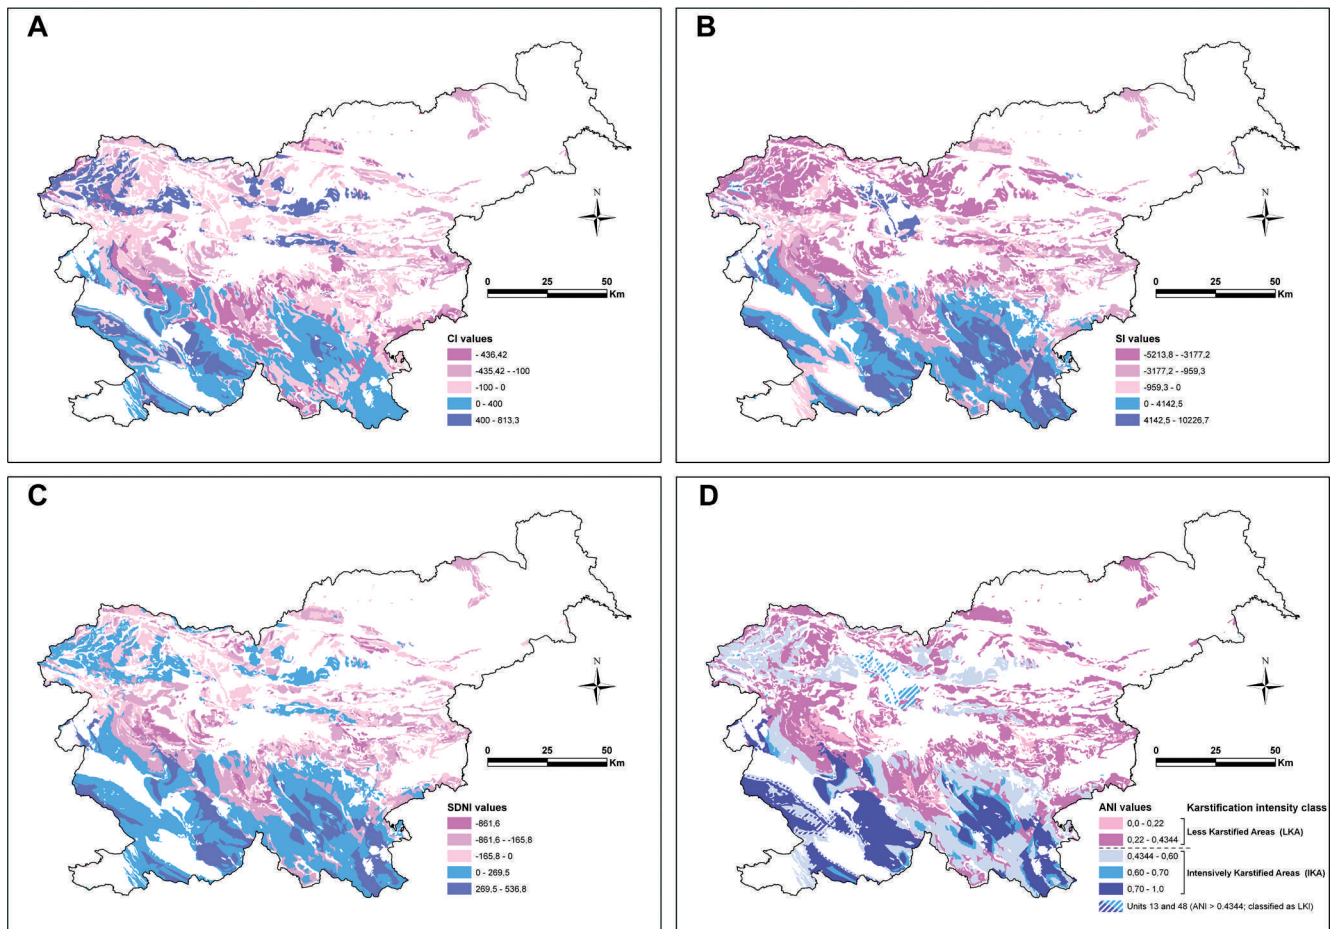 A
N
0 25 50
Km
CI values
- 436,42
-435,42 - -100
-100 - 0
0 - 400
400 - 813,3
B
N
0 25 50
Km
SI values
-5213,8 - -3177,2
-3177,2 - -959,3
-959,3 - 0
0 - 4142,5
4142,5 - 10226,7
C
N
0 25 50
Km
SDNI values
-861,6
-861,6 - -165,8
-165,8 - 0
0 - 269,5
269,5 - 536,8
D
N
0 25 50
Km
ANI values Karstification intensity class
0,0 - 0,22
0,22 - 0,4344
Less Karstified Areas (LKA)
0,4344 - 0,60
0,60 - 0,70
Intensively Karstified Areas (IKA)
0,70 - 1,0
Units 13 and 48 (ANI > 0.4344; classified as LKI)